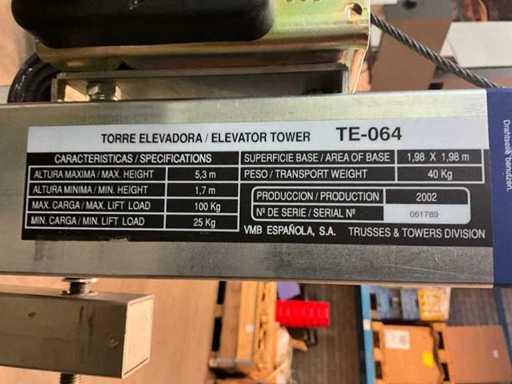 TORRE ELEVADORA / ELEVATOR TOWER TE-064
CARACTERISTICAS / SPECIFICATIONS
ALTURA MAXIMA / MAX. HEIGHT 5,3 m
ALTURA MINIMA / MIN. HEIGHT 1,7 m
MAX. CARGA / MAX. LIFT LOAD 100 Kg
MIN. CARGA / MIN. LIFT LOAD 25 Kg
SUPERFICIE BASE / AREA OF BASE 1,98 X 1,98 m
PESO / TRANSPORT WEIGHT 40 Kg
PRODUCCION / PRODUCTION 2002
Nº DE SERIE / SERIAL Nº 061789
VMB ESPAÑOLA, S.A. TRUSSES & TOWERS DIVISION
Drahtseile
benutzen.